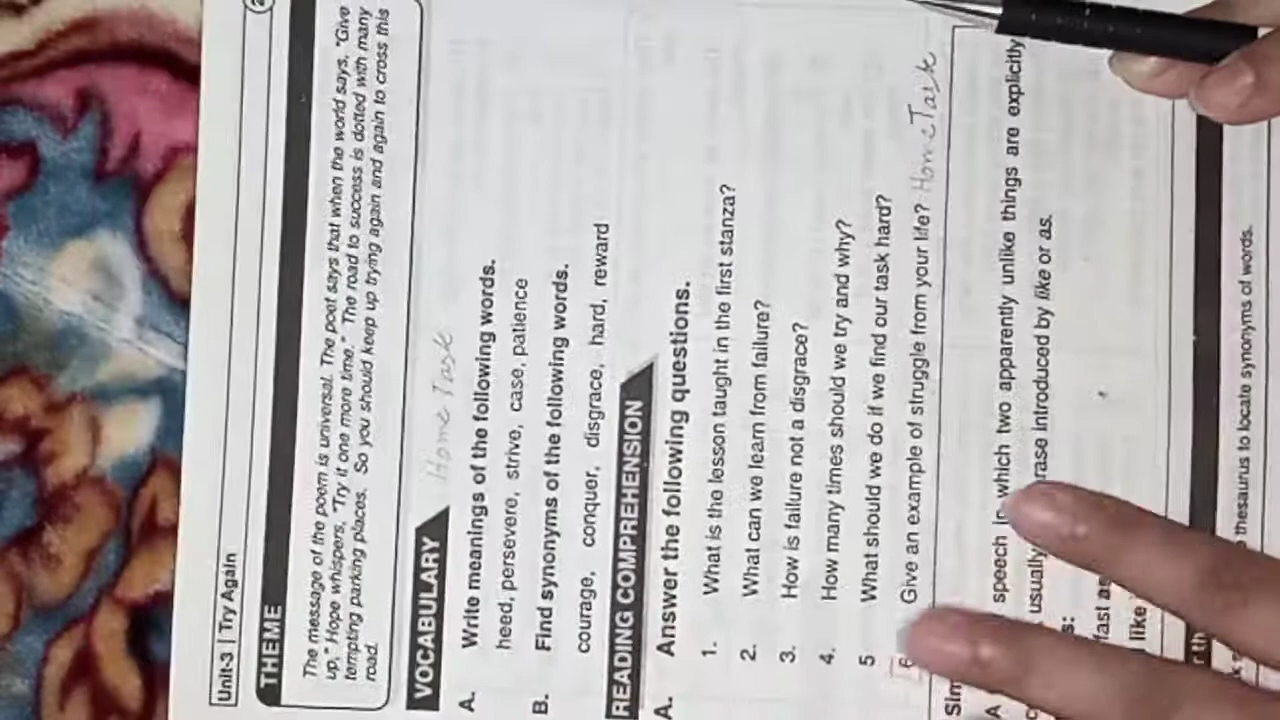 Unit-3 | Try Again
THEME
The message of the poem is universal. The poet says that when the world says, "Give
up," Hope whispers, "Try it one more time." The road to success is dotted with many
tempting parking places. So you should keep up trying again and again to cross this
road.
VOCABULARY Home Task
A. Write meanings of the following words.
heed, persevere, strive, case, patience
B. Find synonyms of the following words.
courage, conquer, disgrace, hard, reward
READING COMPREHENSION
A. Answer the following questions.
1. What is the lesson taught in the first stanza?
2. What can we learn from failure?
3. How is failure not a disgrace?
4. How many times should we try and why?
5 What should we do if we find our task hard?
6 Give an example of struggle from your life? Home Task
Sim
A speech in which two apparently unlike things are explicitly
usually rase introduced by like or as.
s:
fast as
like
thesaurus to locate synonyms of words.